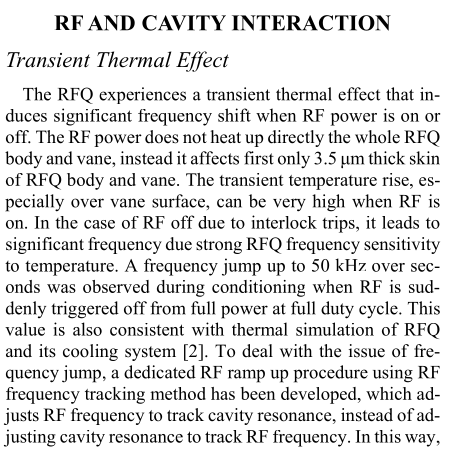 RF AND CAVITY INTERACTION
Transient Thermal Effect
The RFQ experiences a transient thermal effect that in-
duces significant frequency shift when RF power is on or
off. The RF power does not heat up directly the whole RFQ
body and vane, instead it affects first only 3.5 μm thick skin
of RFQ body and vane. The transient temperature rise, es-
pecially over vane surface, can be very high when RF is
on. In the case of RF off due to interlock trips, it leads to
significant frequency due strong RFQ frequency sensitivity
to temperature. A frequency jump up to 50 kHz over sec-
onds was observed during conditioning when RF is sud-
denly triggered off from full power at full duty cycle. This
value is also consistent with thermal simulation of RFQ
and its cooling system [2]. To deal with the issue of fre-
quency jump, a dedicated RF ramp up procedure using RF
frequency tracking method has been developed, which ad-
justs RF frequency to track cavity resonance, instead of ad-
justing cavity resonance to track RF frequency. In this way,